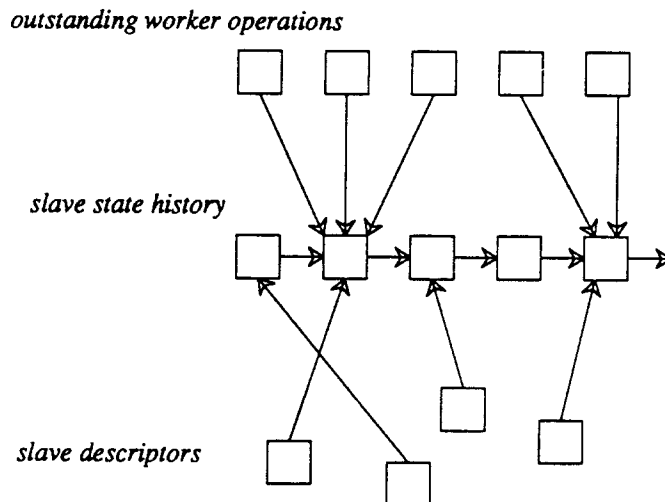 outstanding worker operations
slave state history
slave descriptors